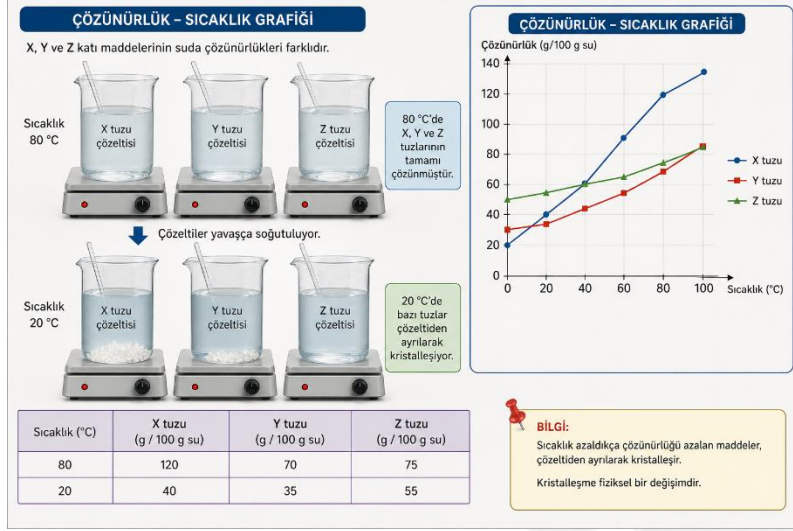 ÇÖZÜNÜRLÜK – SICAKLIK GRAFİĞİ
X, Y ve Z katı maddelerinin suda çözünürlükleri farklıdır.
Sıcaklık
80 °C
X tuzu
çözeltisi
Y tuzu
çözeltisi
Z tuzu
çözeltisi
80 °C'de
X, Y ve Z
tuzlarının
tamamı
çözünmüştür.
Çözeltiler yavaşça soğutuluyor.
Sıcaklık
20 °C
X tuzu
çözeltisi
Y tuzu
çözeltisi
Z tuzu
çözeltisi
20 °C'de
bazı tuzlar
çözeltiden
ayrılarak
kristalleşiyor.
Sıcaklık (°C) X tuzu (g / 100 g su) Y tuzu (g / 100 g su) Z tuzu (g / 100 g su)
80 120 70 75
20 40 35 55
ÇÖZÜNÜRLÜK – SICAKLIK GRAFİĞİ
Çözünürlük (g/100 g su)
140
120
100
80
60
40
20
0
0 20 40 60 80 100 Sıcaklık (°C)
X tuzu
Y tuzu
Z tuzu
BİLGİ:
Sıcaklık azaldıkça çözünürlüğü azalan maddeler,
çözeltiden ayrılarak kristalleşir.
Kristalleşme fiziksel bir değişimdir.